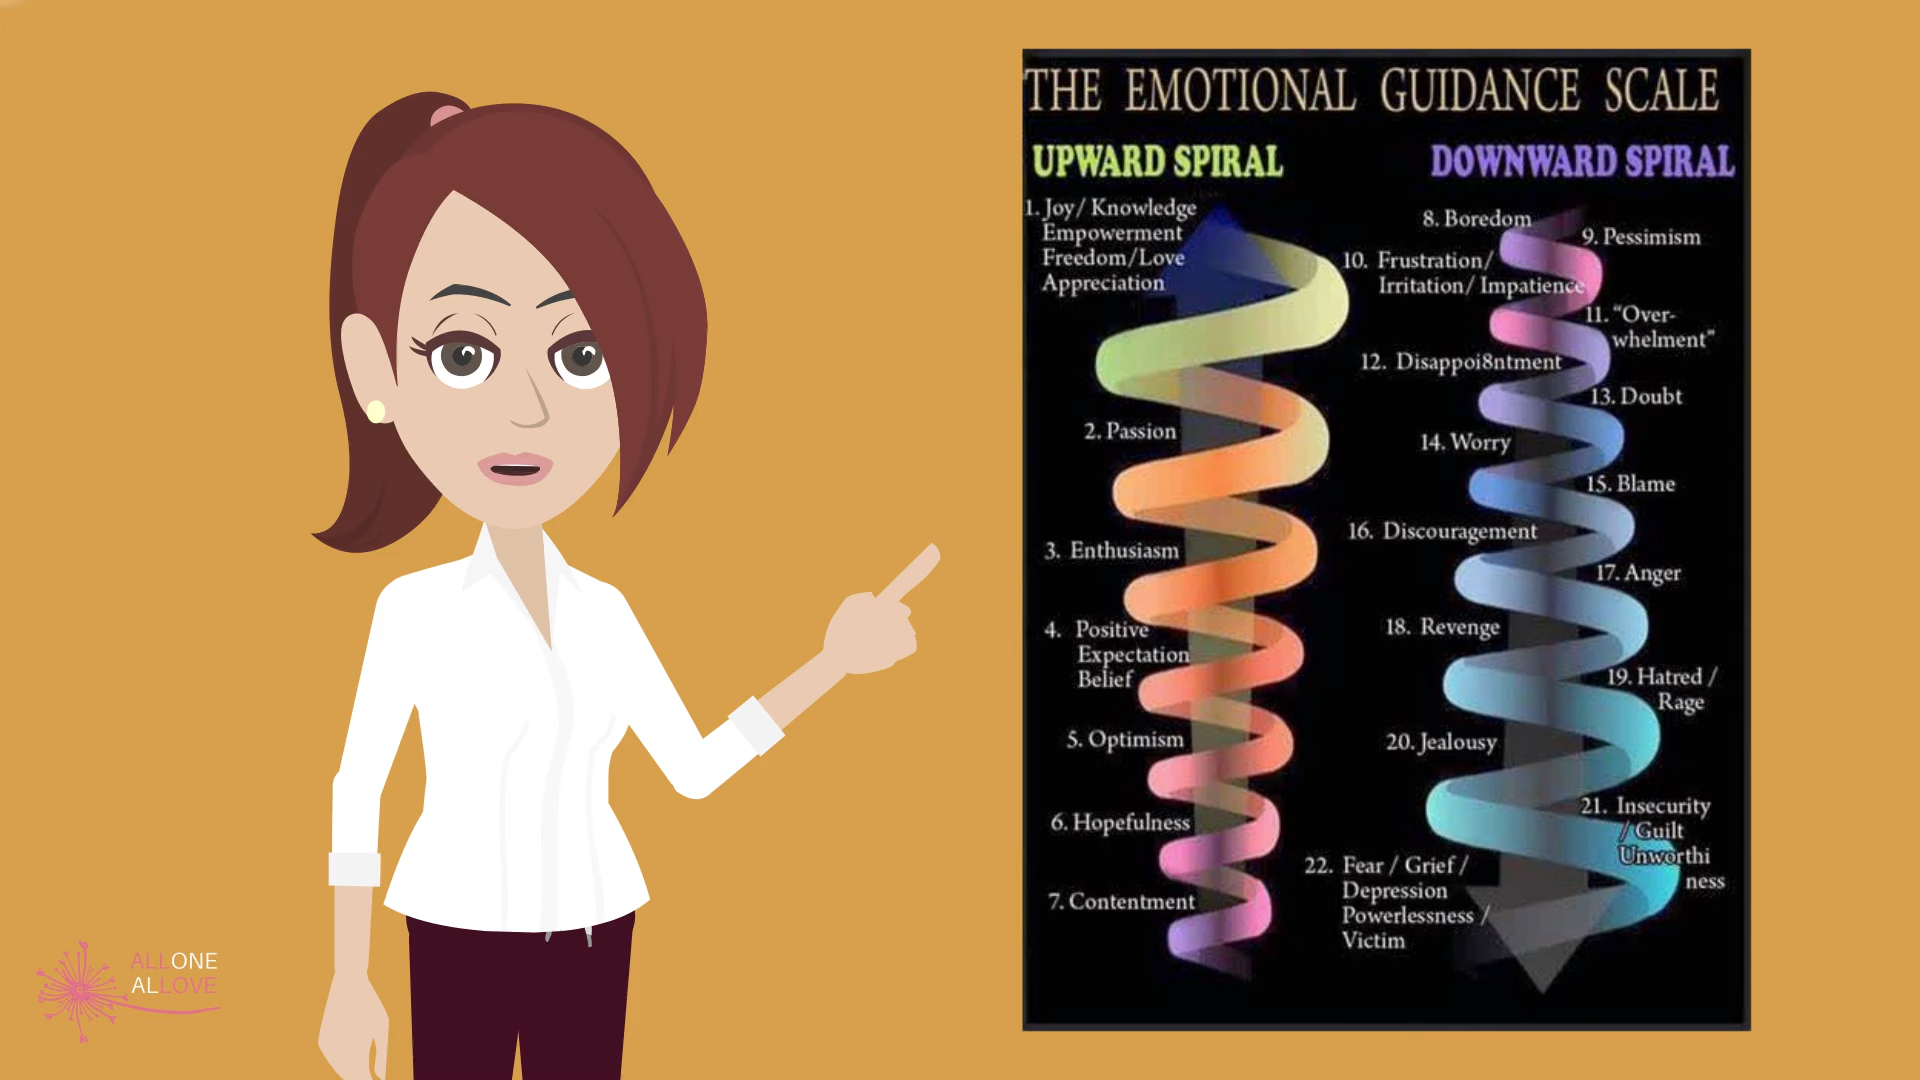 THE EMOTIONAL GUIDANCE SCALE
UPWARD SPIRAL
1. Joy/ Knowledge
Empowerment
Freedom/Love
Appreciation
2. Passion
3. Enthusiasm
4. Positive
Expectation
Belief
5. Optimism
6. Hopefulness
7. Contentment
DOWNWARD SPIRAL
8. Boredom
9. Pessimism
10. Frustration/
Irritation/ Impatience
11. “Over-
whelment”
12. Disappoi8ntment
13. Doubt
14. Worry
15. Blame
16. Discouragement
17. Anger
18. Revenge
19. Hatred /
Rage
20. Jealousy
21. Insecurity
/ Guilt
Unworthi
ness
22. Fear / Grief /
Depression
Powerlessness /
Victim
ALLONE
ALLOVE